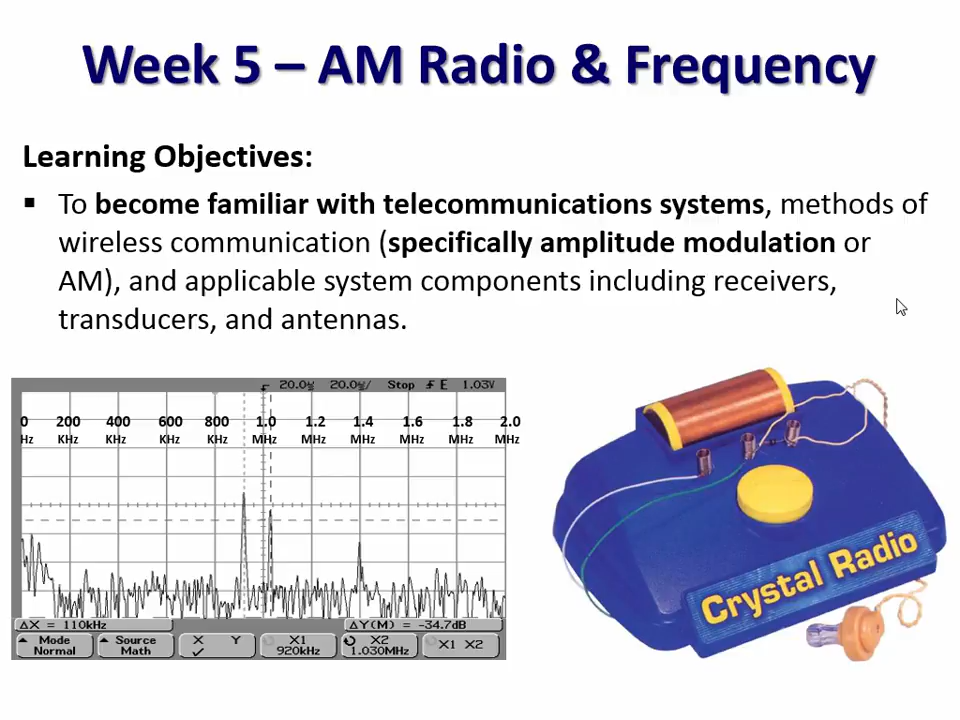 Week 5 – AM Radio & Frequency
Learning Objectives:
▪ To become familiar with telecommunications systems, methods of
wireless communication (specifically amplitude modulation or
AM), and applicable system components including receivers,
transducers, and antennas.
20.0㎲ 20.0㎲/ Stop E 1.03V
0 200 400 600 800 1.0 1.2 1.4 1.6 1.8 2.0
Hz KHz KHz KHz KHz MHz MHz MHz MHz MHz MHz
ΔX = 110kHz ΔY(M) = -34.7dB
Mode Source X Y X1 X2 X1 X2
Normal Math ✓ 920kHz 1.030MHz
Crystal Radio